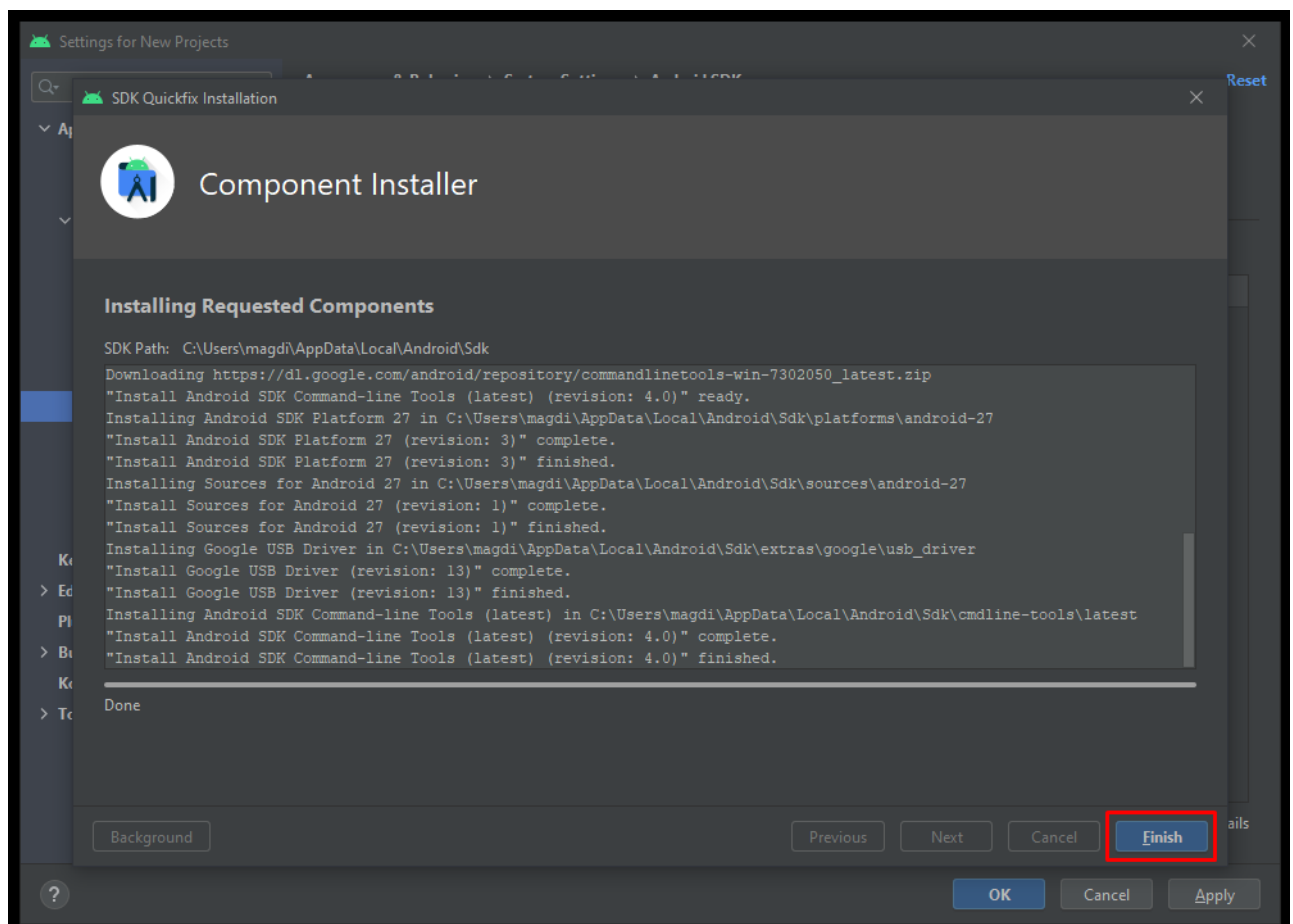 Settings for New Projects
Reset
SDK Quickfix Installation
Component Installer
Installing Requested Components
SDK Path: C:\Users\magdi\AppData\Local\Android\Sdk
Downloading https://dl.google.com/android/repository/commandlinetools-win-7302050_latest.zip
"Install Android SDK Command-line Tools (latest) (revision: 4.0)" ready.
Installing Android SDK Platform 27 in C:\Users\magdi\AppData\Local\Android\Sdk\platforms\android-27
"Install Android SDK Platform 27 (revision: 3)" complete.
"Install Android SDK Platform 27 (revision: 3)" finished.
Installing Sources for Android 27 in C:\Users\magdi\AppData\Local\Android\Sdk\sources\android-27
"Install Sources for Android 27 (revision: 1)" complete.
"Install Sources for Android 27 (revision: 1)" finished.
Installing Google USB Driver in C:\Users\magdi\AppData\Local\Android\Sdk\extras\google\usb_driver
"Install Google USB Driver (revision: 13)" complete.
"Install Google USB Driver (revision: 13)" finished.
Installing Android SDK Command-line Tools (latest) in C:\Users\magdi\AppData\Local\Android\Sdk\cmdline-tools\latest
"Install Android SDK Command-line Tools (latest) (revision: 4.0)" complete.
"Install Android SDK Command-line Tools (latest) (revision: 4.0)" finished.
Done
Background Previous Next Cancel Finish
? OK Cancel Apply